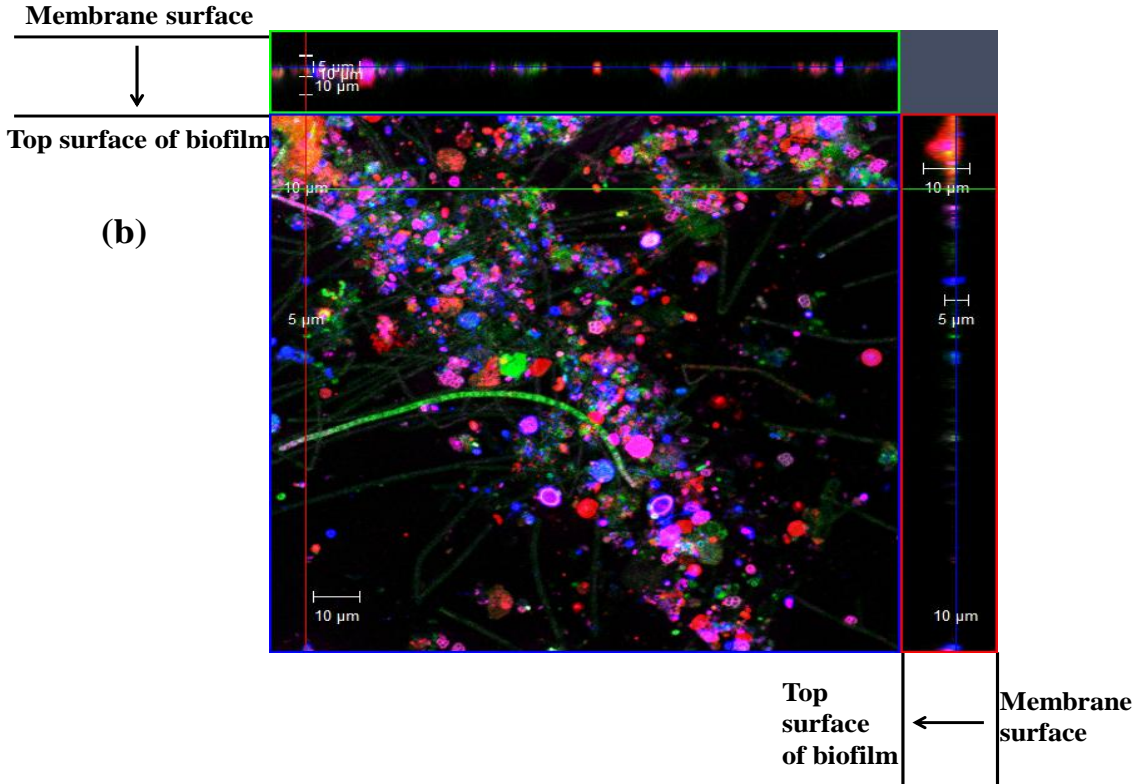 Membrane surface
5 μm
10 μm
10 μm
Top surface of biofilm
10 μm
10 μm
(b)
5 μm
5 μm
10 μm
10 μm
Top
surface
of biofilm
Membrane
surface